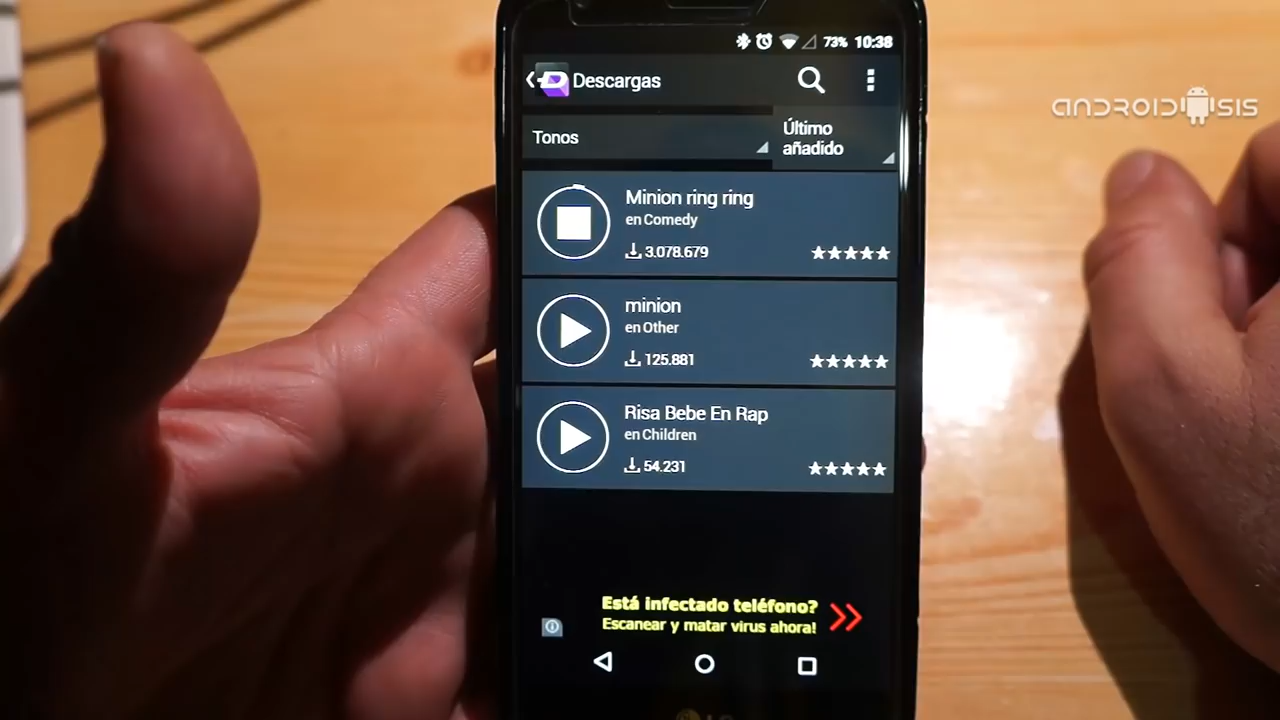 73% 10:38
Descargas
ANDROIDSIS
Tonos
Último
añadido
Minion ring ring
en Comedy
3.078.679
minion
en Other
125.881
Risa Bebe En Rap
en Children
54.231
Está infectado teléfono?
Escanear y matar virus ahora!
LG